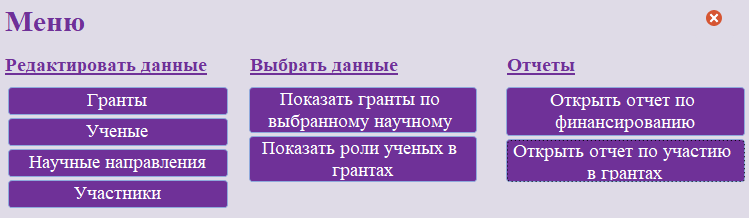 Меню
Редактировать данные
Гранты
Ученые
Научные направления
Участники
Выбрать данные
Показать гранты по
выбранному научному
Показать роли ученых в
грантах
Отчеты
Открыть отчет по
финансированию
Открыть отчет по участию
в грантах